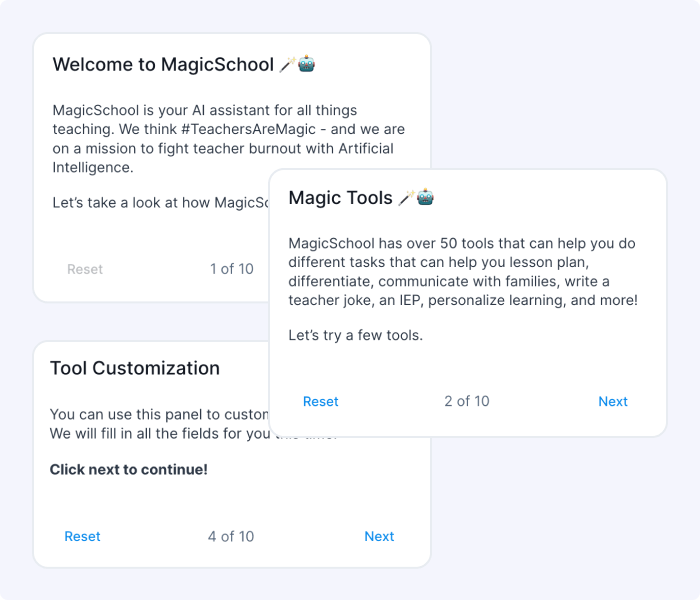 Welcome to MagicSchool 🪄🤖
MagicSchool is your AI assistant for all things
teaching. We think #TeachersAreMagic - and we are
on a mission to fight teacher burnout with Artificial
Intelligence.
Let’s take a look at how
Reset 1 of 10
Magic Tools 🪄🤖
MagicSchool has over 50 tools that can help you do
different tasks that can help you lesson plan,
differentiate, communicate with families, write a
teacher joke, an IEP, personalize learning, and more!
Let’s try a few tools.
Reset 2 of 10 Next
Tool Customization
You can use this panel to
We will fill in all the fields for you
Click next to continue!
Reset 4 of 10 Next